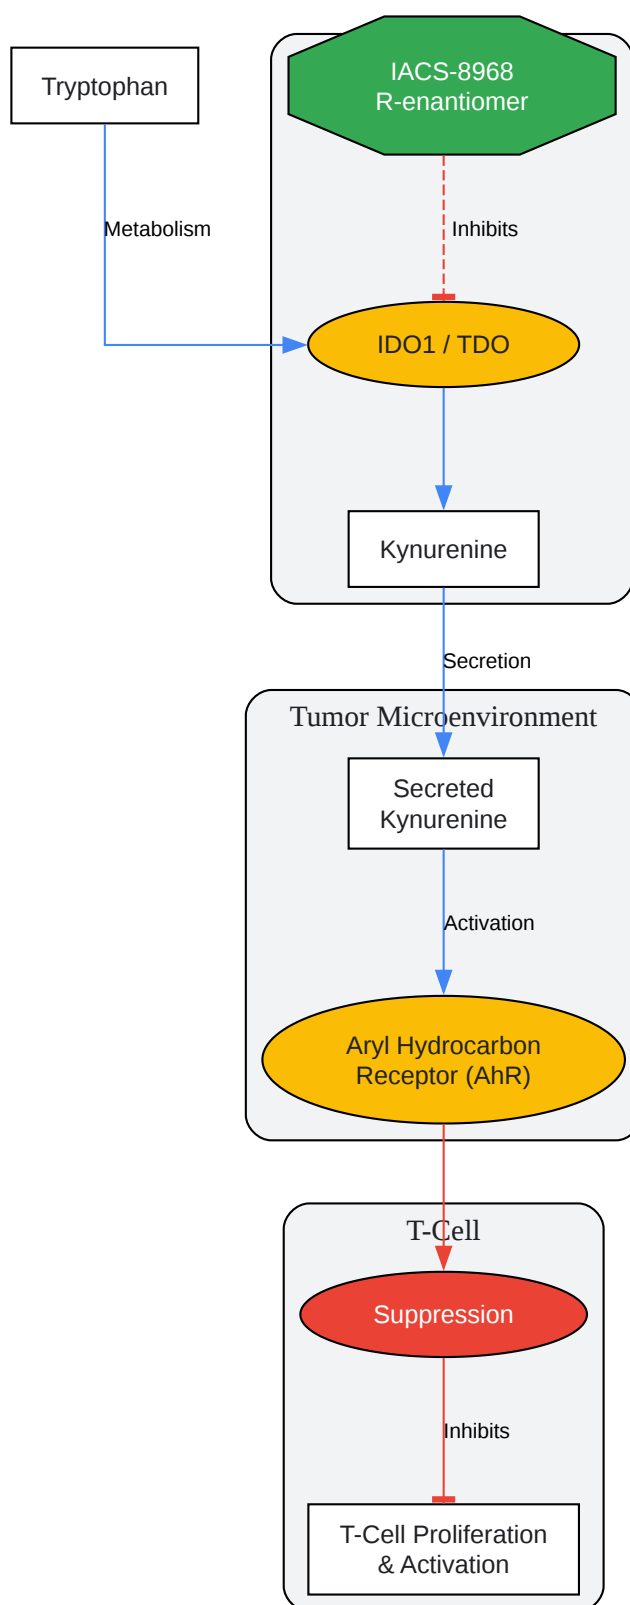 Tryptophan
IACS-8968
R-enantiomer
Metabolism
Inhibits
IDO1 / TDO
Kynurenine
Secretion
Tumor Microenvironment
Secreted
Kynurenine
Activation
Aryl Hydrocarbon
Receptor (AhR)
T-Cell
Suppression
Inhibits
T-Cell Proliferation
& Activation